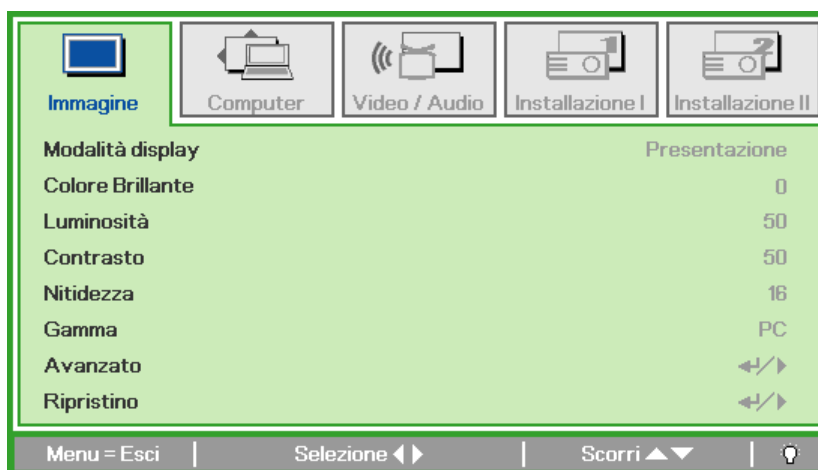 Immagine Computer Video / Audio Installazione I Installazione II
Modalità display Presentazione
Colore Brillante 0
Luminosità 50
Contrasto 50
Nitidezza 16
Gamma PC
Avanzato /
Ripristino /
Menu = Esci Selezione Scorri